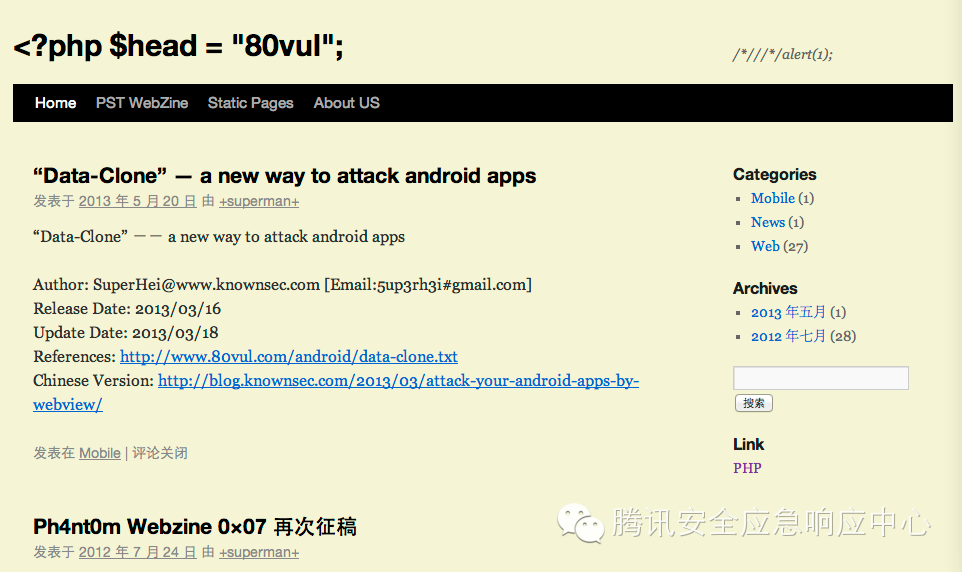 <?php $head = "80vul";
/*///*/alert(1);
Home PST WebZine Static Pages About US
“Data-Clone” — a new way to attack android apps
发表于 2013 年 5 月 20 日 由 +superman+
“Data-Clone” —— a new way to attack android apps
Author: SuperHei@www.knownsec.com [Email:5up3rh3i#gmail.com]
Release Date: 2013/03/16
Update Date: 2013/03/18
References: http://www.80vul.com/android/data-clone.txt
Chinese Version: http://blog.knownsec.com/2013/03/attack-your-android-apps-by-
webview/
发表在 Mobile | 评论关闭
Ph4nt0m Webzine 0×07 再次征稿
发表于 2012 年 7 月 24 日 由 +superman+
Categories
Mobile (1)
News (1)
Web (27)
Archives
2013 年五月 (1)
2012 年七月 (28)
搜索
Link
PHP
腾讯安全应急响应中心